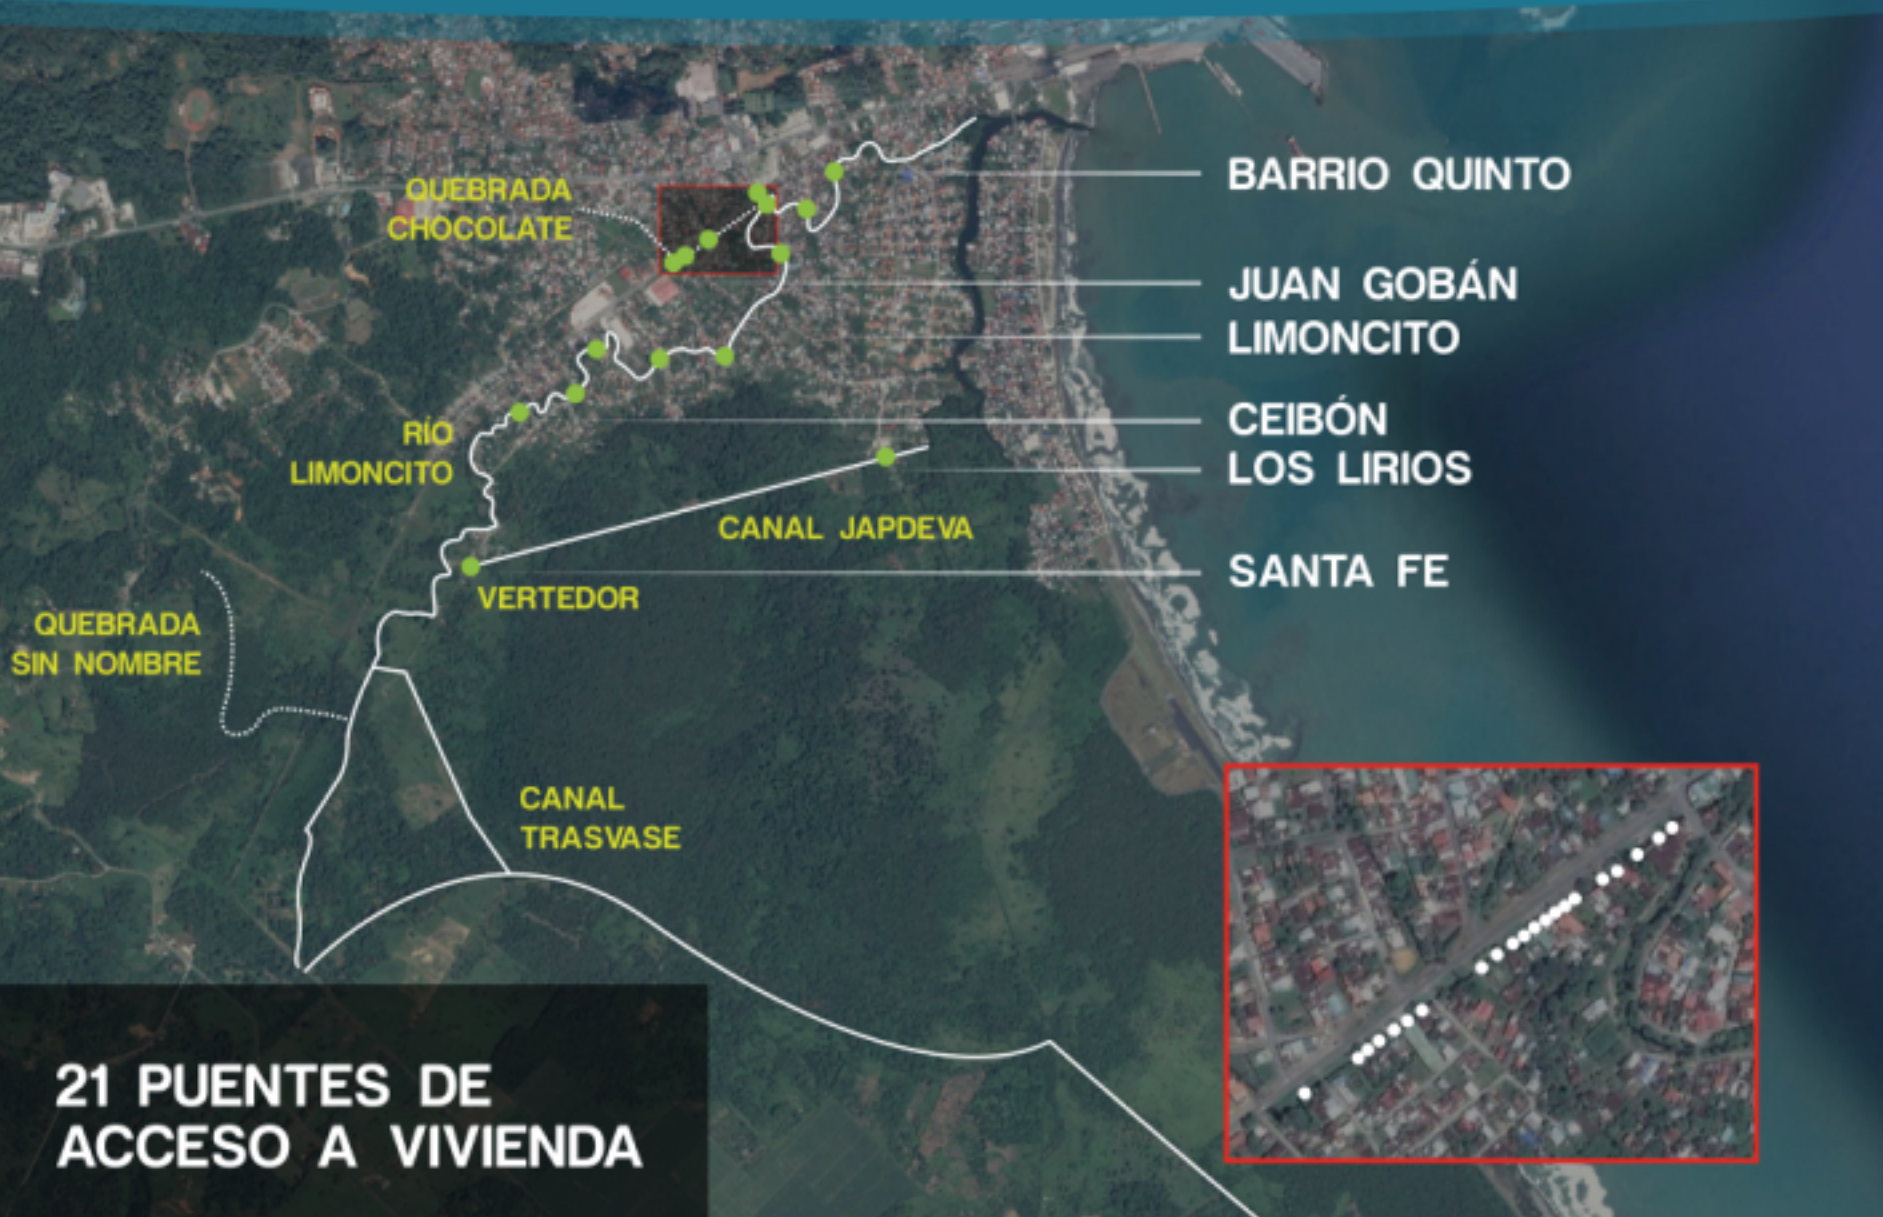 BARRIO QUINTO
QUEBRADA
CHOCOLATE
JUAN GOBÁN
LIMONCITO
CEIBÓN
RÍO
LIMONCITO
LOS LIRIOS
CANAL JAPDEVA
SANTA FE
VERTEDOR
QUEBRADA
SIN NOMBRE
CANAL
TRASVASE
21 PUENTES DE
ACCESO A VIVIENDA